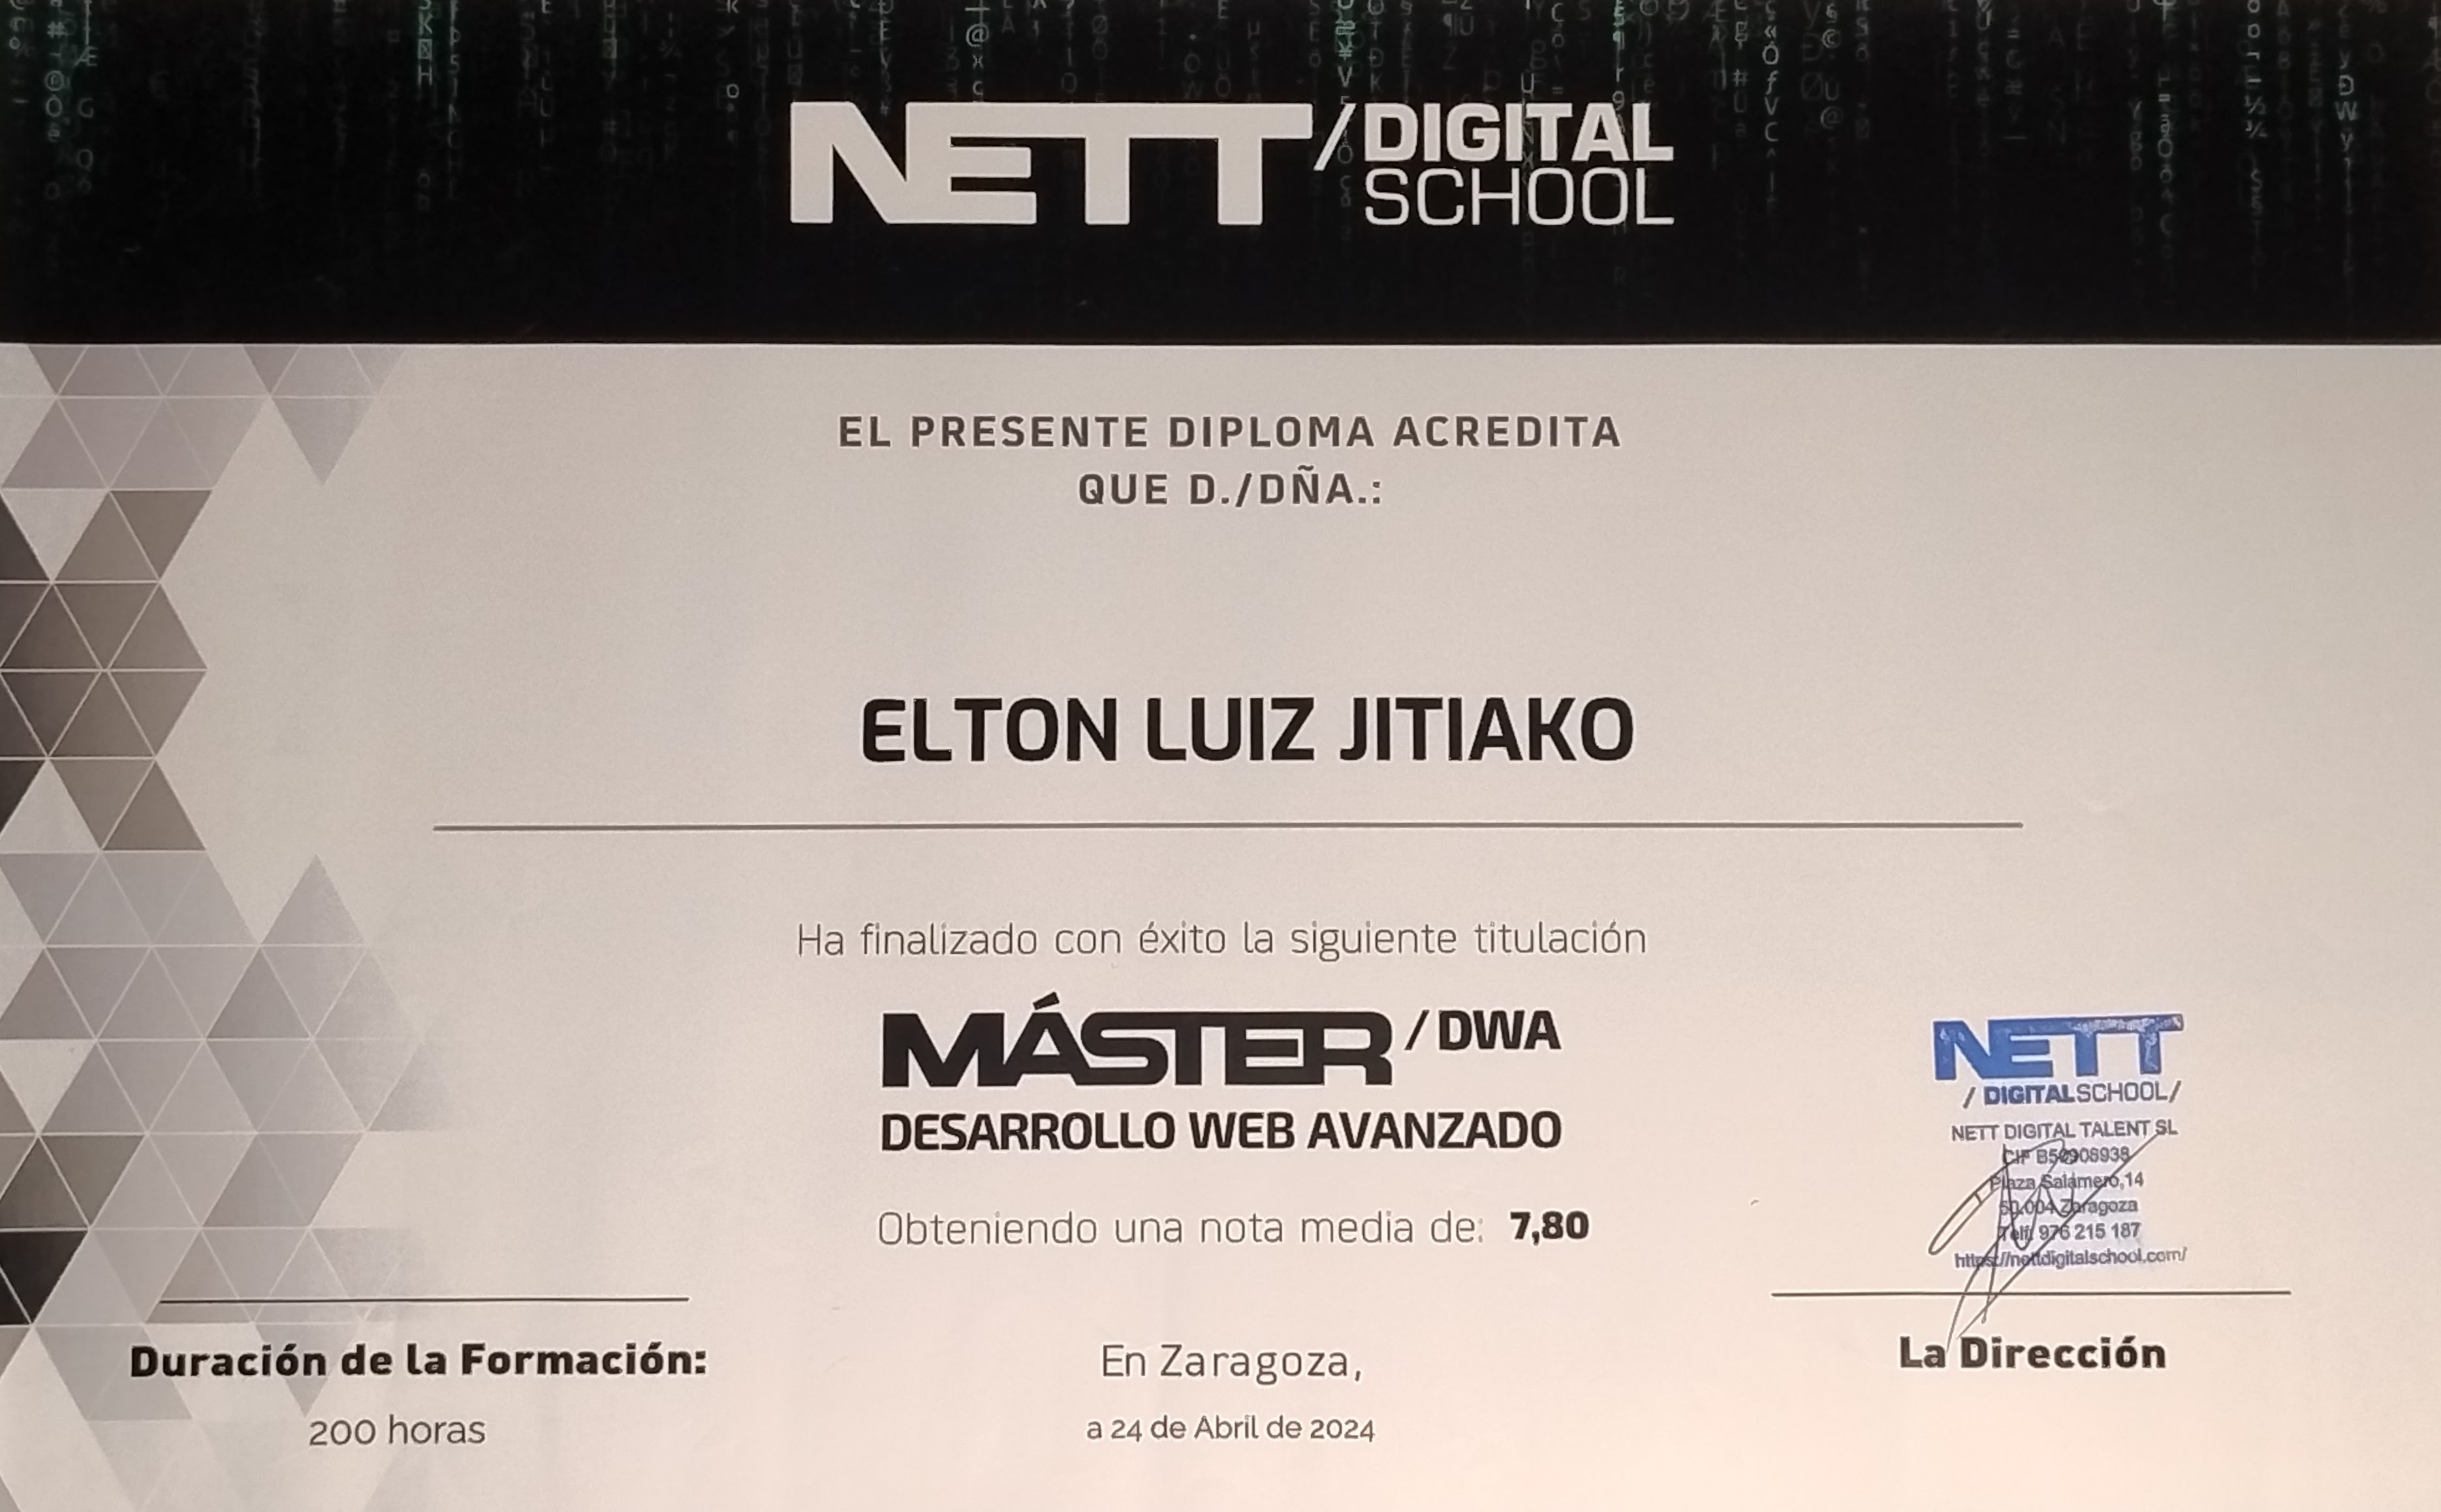 NETT/DIGITAL
SCHOOL
EL PRESENTE DIPLOMA ACREDITA
QUE D./DÑA.:
ELTON LUIZ JITIAKO
Ha finalizado con éxito la siguiente titulación
MÁSTER/DWA
DESARROLLO WEB AVANZADO
Obteniendo una nota media de: 7,80
NETT
/DIGITALSCHOOL/
NETT DIGITAL TALENT SL
CIF
Plaza Salamero,14
50.004 Zaragoza
Telf. 976 215 187
https://nettdigitalschool.com/
La Dirección
Duración de la Formación:
200 horas
En Zaragoza,
a 24 de Abril de 2024